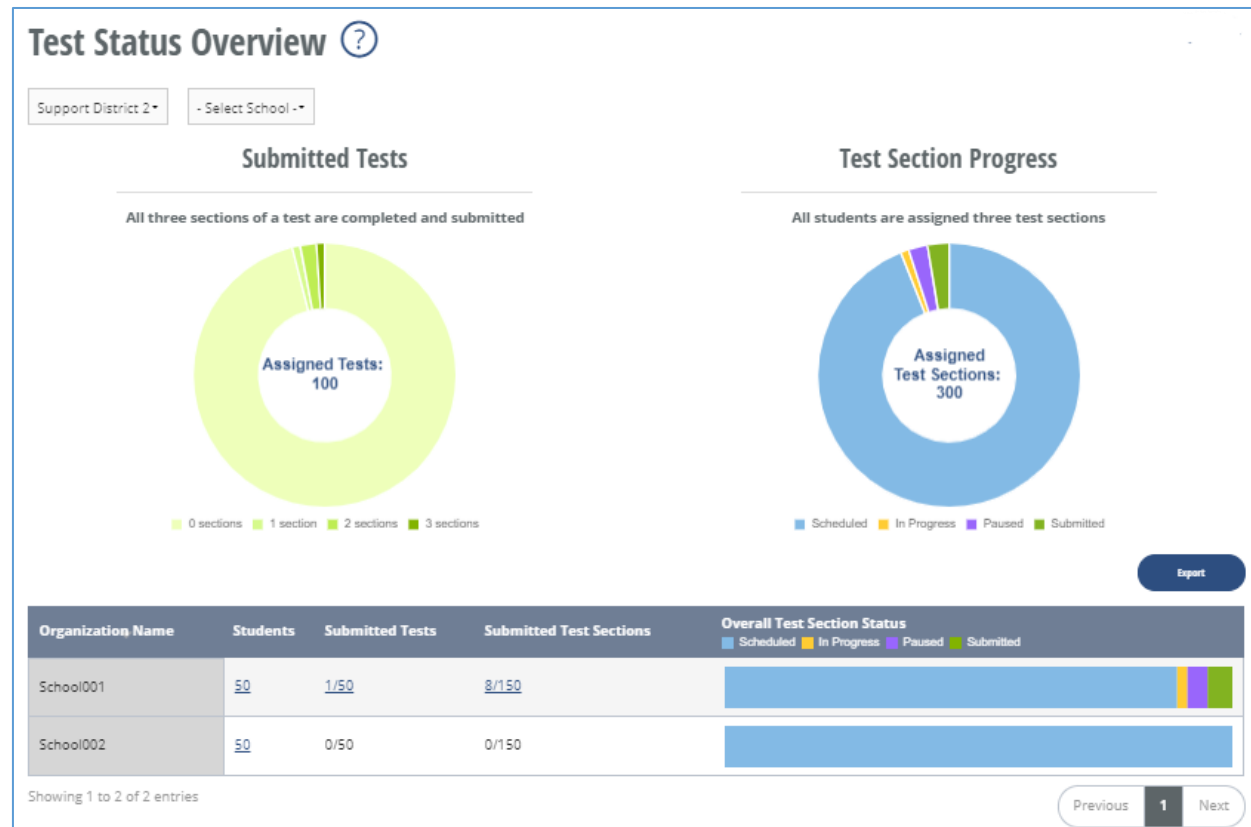 Test Status Overview ?
Support District 2
- Select School -
Submitted Tests
All three sections of a test are completed and submitted
Assigned Tests:
100
0 sections 1 section 2 sections 3 sections
Test Section Progress
All students are assigned three test sections
Assigned
Test Sections:
300
Scheduled In Progress Paused Submitted
Export
Organization Name Students Submitted Tests Submitted Test Sections Overall Test Section Status
Scheduled In Progress Paused Submitted
School001 50 1/50 8/150
School002 50 0/50 0/150
Showing 1 to 2 of 2 entries
Previous 1 Next